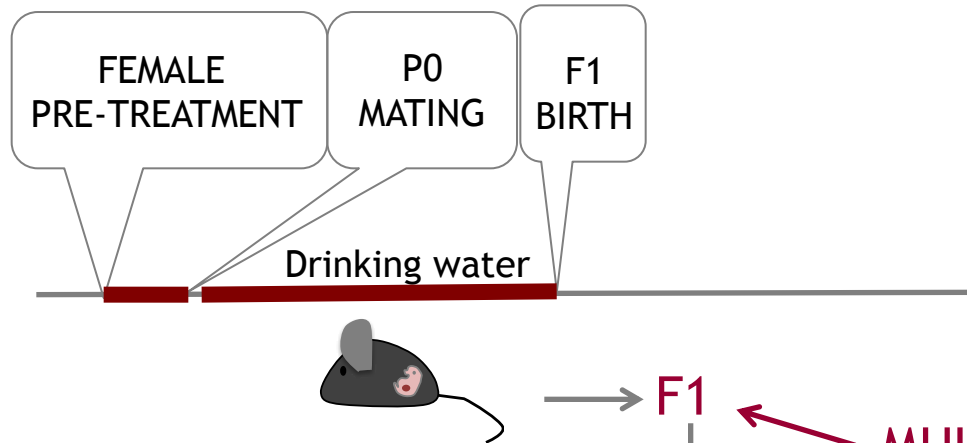 FEMALE
PRE-TREATMENT
P0
MATING
F1
BIRTH
Drinking water
F1